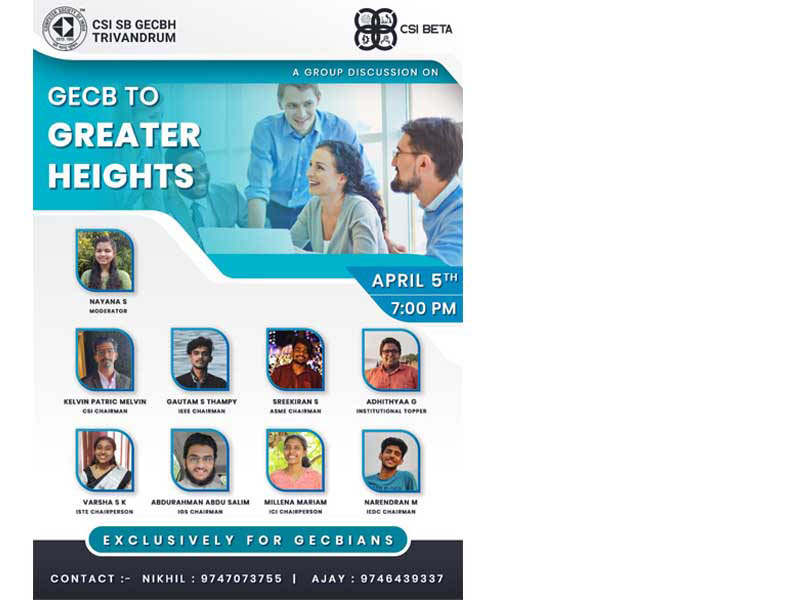 CSI SB GECBH
TRIVANDRUM
CSI BETA
A GROUP DISCUSSION ON
GECB TO
GREATER
HEIGHTS
APRIL 5TH
7:00 PM
NAYANA S
MODERATOR
KELVIN PATRIC MELVIN
CSI CHAIRMAN
GAUTAM S THAMPY
IEEE CHAIRMAN
SREEKIRAN S
ASME CHAIRMAN
ADHITHYAA G
INSTITUTIONAL TOPPER
VARSHA S K
ISTE CHAIRPERSON
ABDURAHMAN ABDU SALIM
IGS CHAIRMAN
MILLENA MARIAM
ICI CHAIRPERSON
NARENDRAN M
IEDC CHAIRMAN
EXCLUSIVELY FOR GECBIANS
CONTACT :- NIKHIL : 9747073755 | AJAY : 9746439337